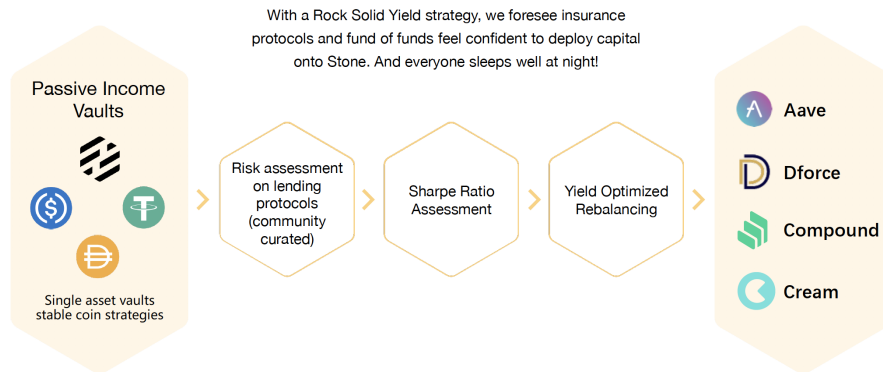 With a Rock Solid Yield strategy, we foresee insurance
protocols and fund of funds feel confident to deploy capital
onto Stone. And everyone sleeps well at night!
Passive Income
Vaults
Single asset vaults
stable coin strategies
Risk assessment
on lending
protocols
(community
curated)
Sharpe Ratio
Assessment
Yield Optimized
Rebalancing
Aave
Dforce
Compound
Cream